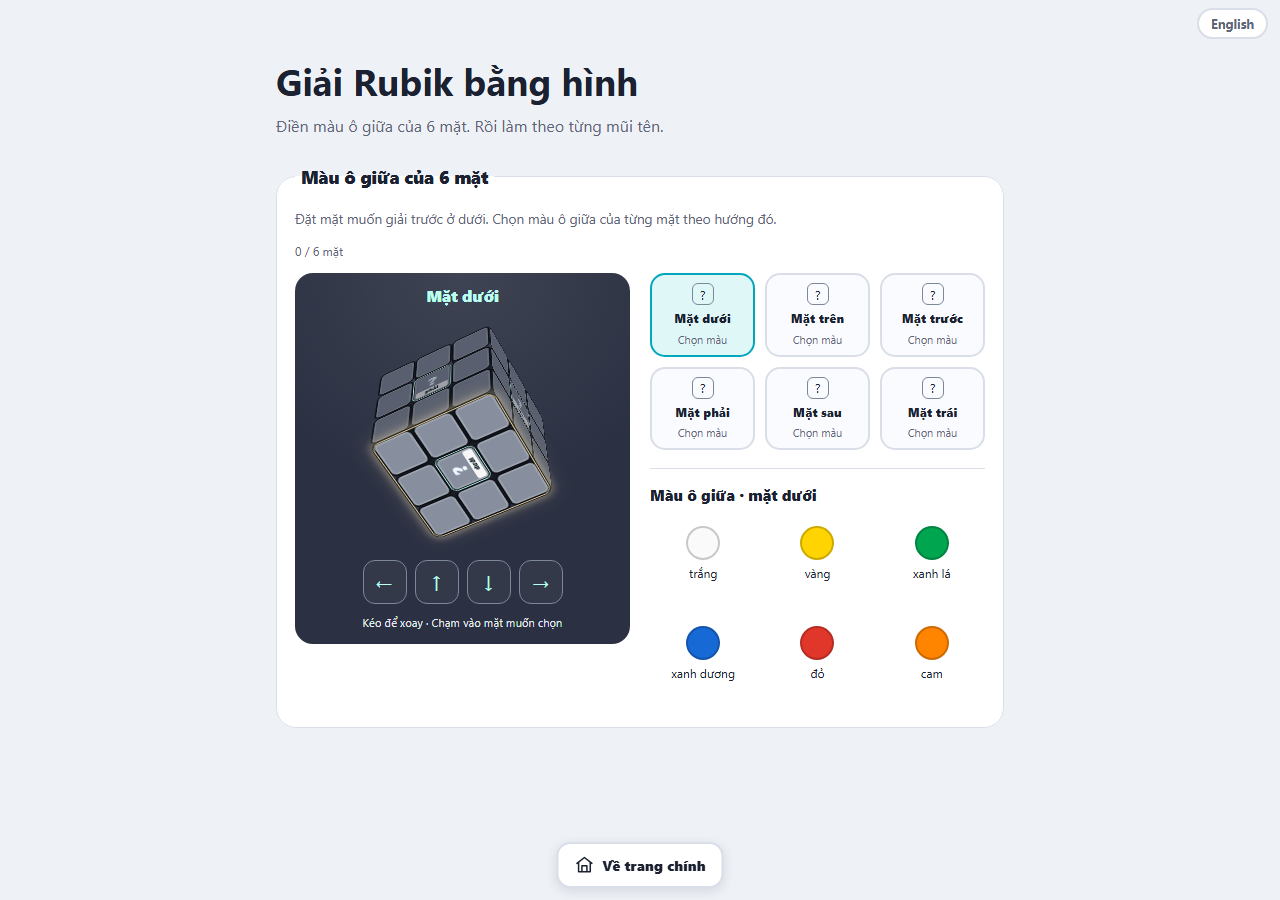 English
Giải Rubik bằng hình
Điền màu ô giữa của 6 mặt. Rồi làm theo từng mũi tên.
Màu ô giữa của 6 mặt
Đặt mặt muốn giải trước ở dưới. Chọn màu ô giữa của từng mặt theo hướng đó.
0 / 6 mặt
Mặt dưới
?
← ↑ ↓ →
Kéo để xoay · Chạm vào mặt muốn chọn
? ? ?
Mặt dưới Mặt trên Mặt trước
Chọn màu Chọn màu Chọn màu
? ? ?
Mặt phải Mặt sau Mặt trái
Chọn màu Chọn màu Chọn màu
Màu ô giữa · mặt dưới
trắng vàng xanh lá
xanh dương đỏ cam
Về trang chính